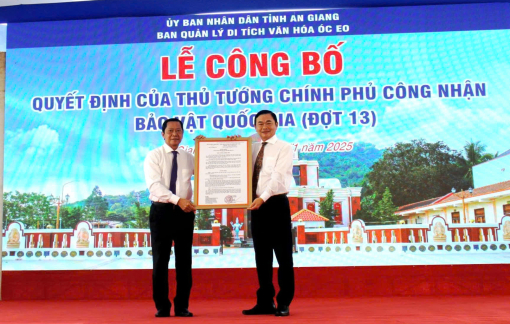 ỦY BAN NHÂN DÂN TỈNH AN GIANG
BAN QUẢN LÝ DI TÍCH VĂN HÓA ÓC EO
LỄ CÔNG BỐ
QUYẾT ĐỊNH CỦA THỦ TƯỚNG CHÍNH PHỦ CÔNG NHẬN
BẢO VẬT QUỐC GIA (ĐỢT 13)
1 năm 2025